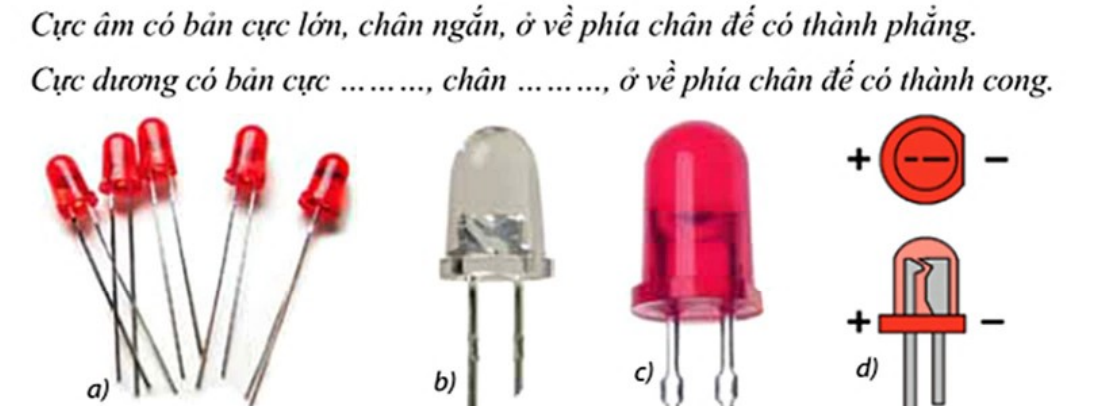 Cực âm có bản cực lớn, chân ngắn, ở về phía chân đế có thành phẳng.
Cực dương có bản cực ………, chân ………, ở về phía chân đế có thành cong.
+ −
+ −
a) b) c) d)